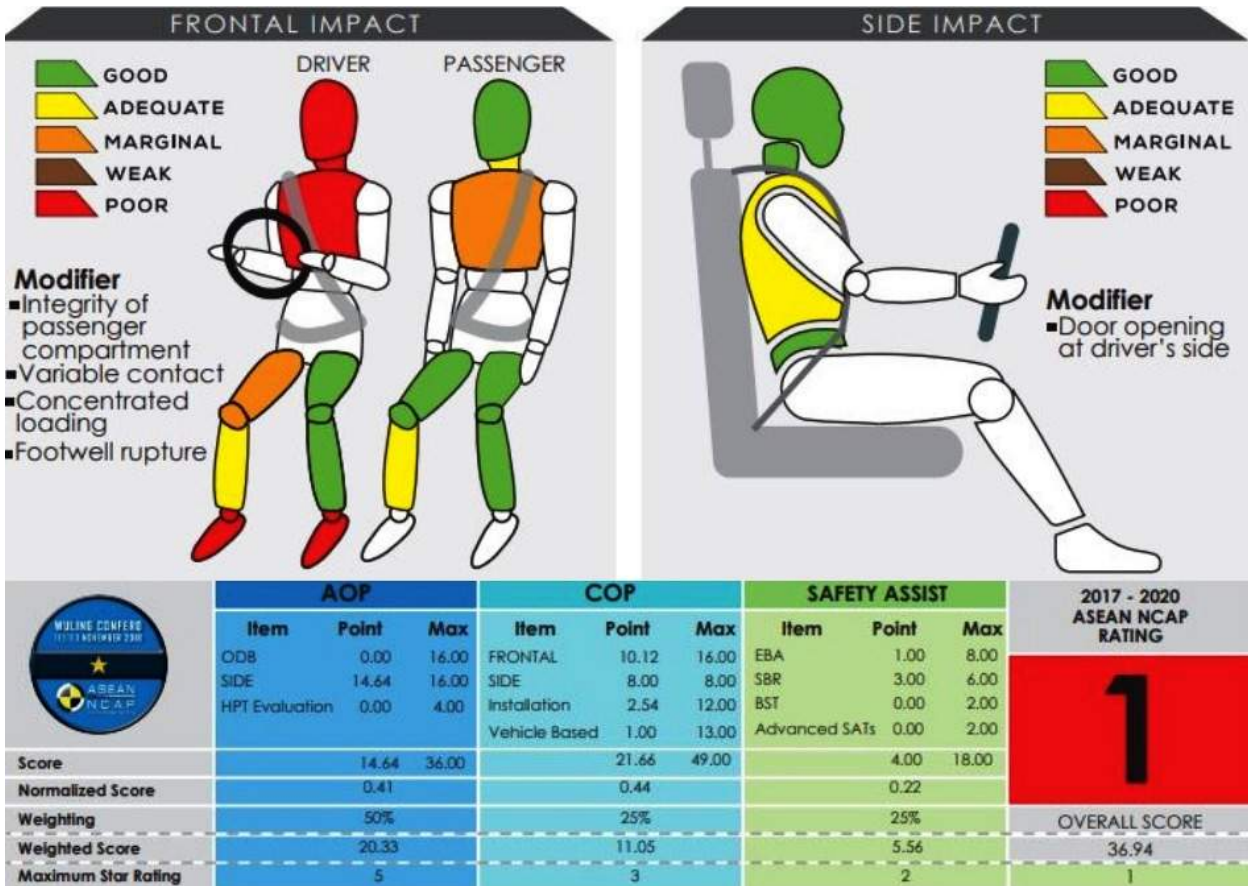 FRONTAL IMPACT
GOOD
ADEQUATE
MARGINAL
WEAK
POOR
DRIVER
PASSENGER
Modifier
▪Integrity of
passenger
compartment
▪Variable contact
▪Concentrated
loading
▪Footwell rupture
SIDE IMPACT
GOOD
ADEQUATE
MARGINAL
WEAK
POOR
Modifier
▪Door opening
at driver's side
WULING CONFERO
ASEAN
NCAP
AOP
Item Point Max
ODB 0.00 16.00
SIDE 14.64 16.00
HPT Evaluation 0.00 4.00
COP
Item Point Max
FRONTAL 10.12 16.00
SIDE 8.00 8.00
Installation 2.54 12.00
Vehicle Based 1.00 13.00
SAFETY ASSIST
Item Point Max
EBA 1.00 8.00
SBR 3.00 6.00
BST 0.00 2.00
Advanced SATs 0.00 2.00
2017 - 2020
ASEAN NCAP
RATING
1
Score 14.64 36.00 21.66 49.00 4.00 18.00
Normalized Score 0.41 0.44 0.22
Weighting 50% 25% 25% OVERALL SCORE
Weighted Score 20.33 11.05 5.56 36.94
Maximum Star Rating 5 3 2 1